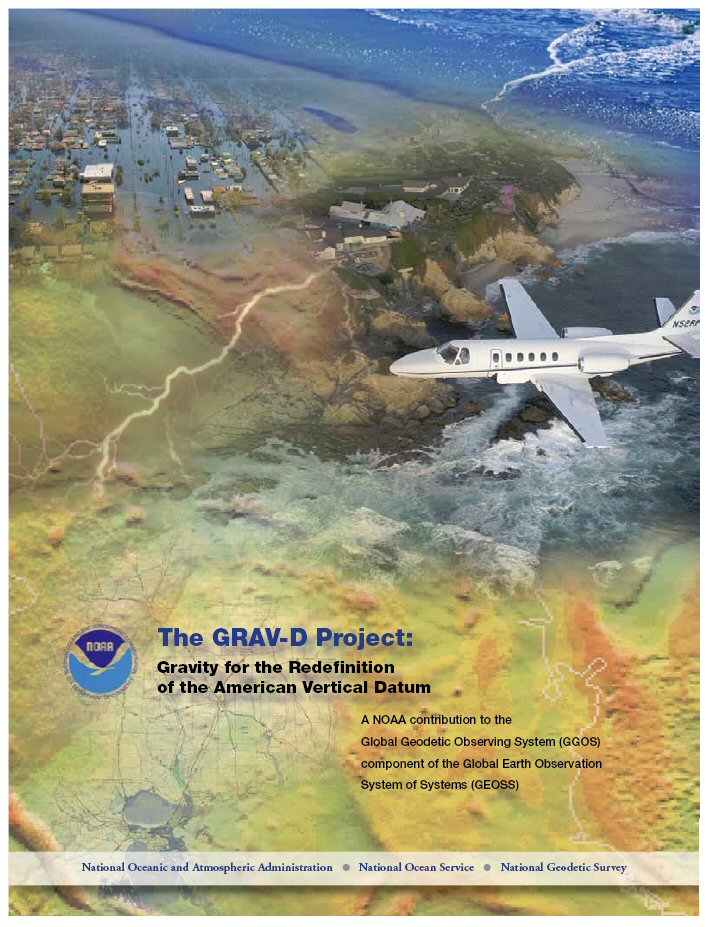 N52RF
NOAA
The GRAV-D Project:
Gravity for the Redefinition
of the American Vertical Datum
A NOAA contribution to the
Global Geodetic Observing System (GGOS)
component of the Global Earth Observation
System of Systems (GEOSS)
National Oceanic and Atmospheric Administration • National Ocean Service • National Geodetic Survey